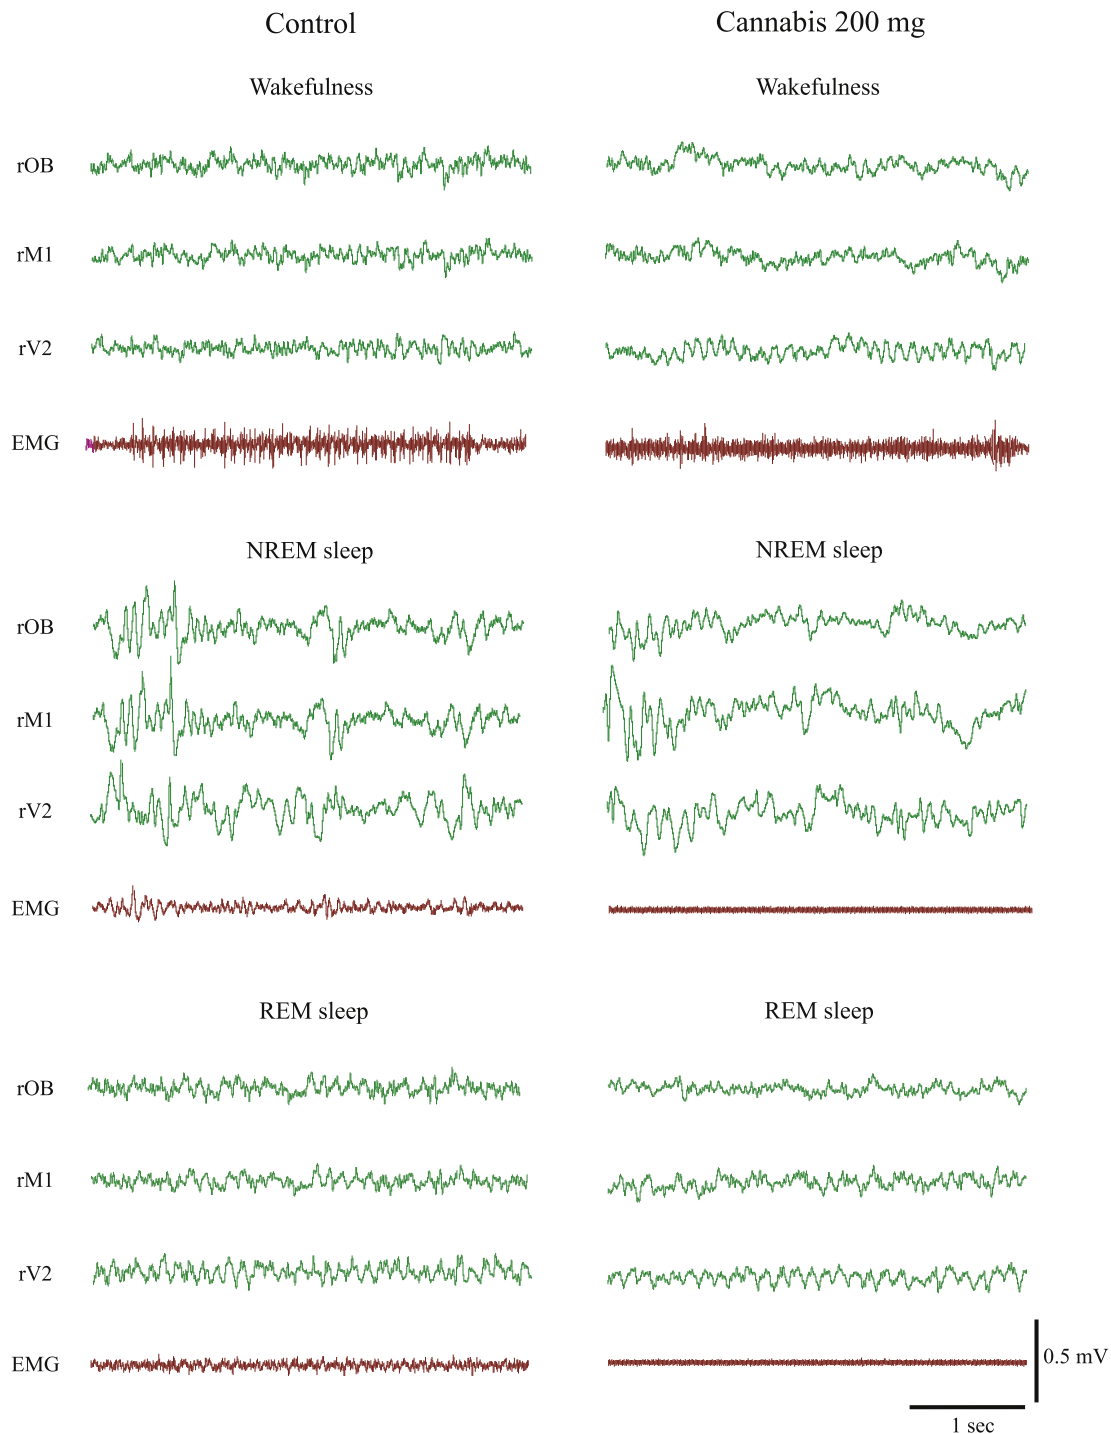 Control Cannabis 200 mg
Wakefulness Wakefulness
rOB
rM1
rV2
EMG
NREM sleep NREM sleep
rOB
rM1
rV2
EMG
REM sleep REM sleep
rOB
rM1
rV2
EMG
0.5 mV
1 sec